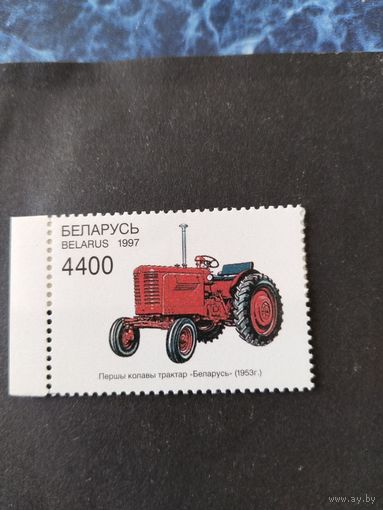 БЕЛАРУСЬ
BELARUS 1997
4400
Першы колавы трактар «Беларусь» (1953г.)
www.ay.by